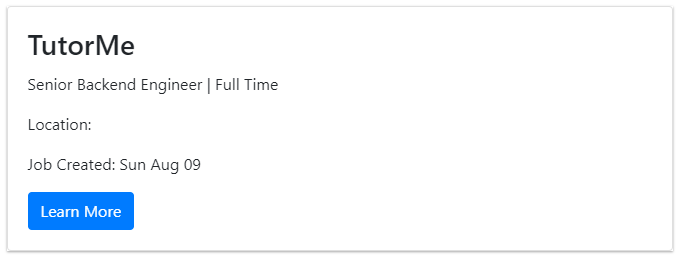 TutorMe
Senior Backend Engineer | Full Time
Location:
Job Created: Sun Aug 09
Learn More